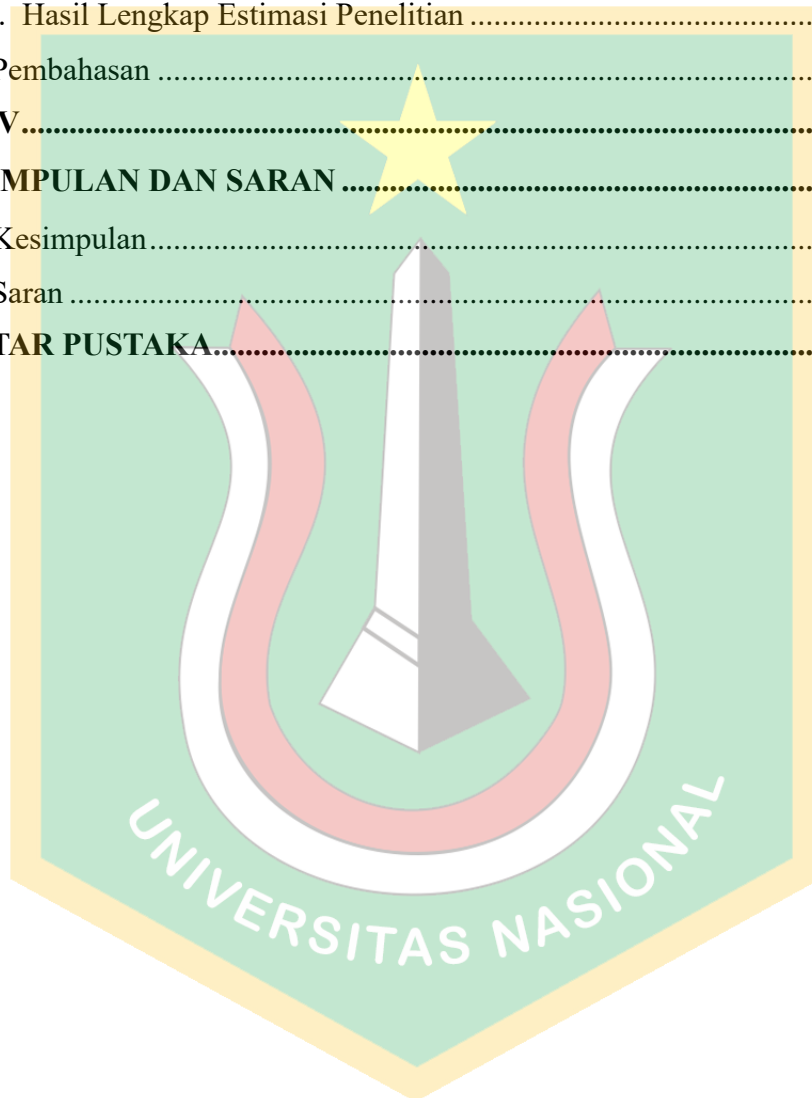 . Hasil Lengkap Estimasi Penelitian ..........................................
Pembahasan ..................................................................................
V....................................................................................................
MPULAN DAN SARAN ...........................................................
Kesimpulan...................................................................................
Saran .............................................................................................
TAR PUSTAKA...........................................................................
UNIVERSITAS NASIONAL